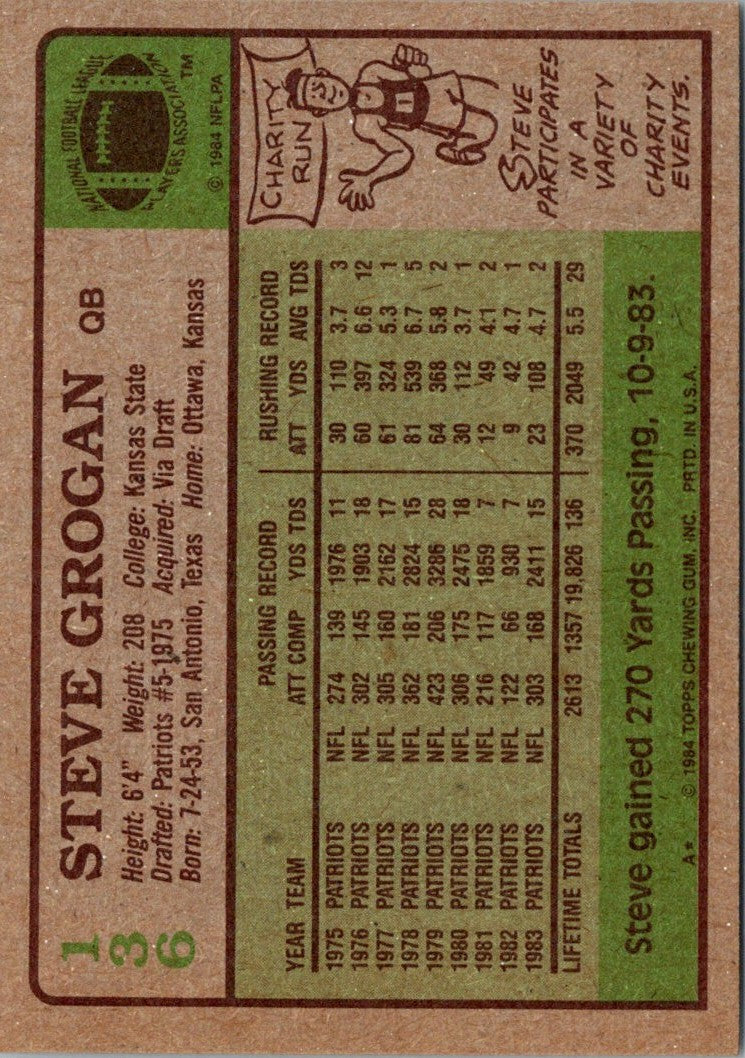 136
STEVE GROGAN QB
Height: 6'4" Weight: 208 College: Kansas State
Drafted: Patriots #5-1975 Acquired: Via Draft
Born: 7-24-53, San Antonio, Texas Home: Ottawa, Kansas
NATIONAL FOOTBALL LEAGUE
PLAYERS ASSOCIATION ™
© 1984 NFLPA
PASSING RECORD RUSHING RECORD
YEAR TEAM ATT COMP YDS TDS ATT YDS AVG TDS
1975 PATRIOTS NFL 274 139 1976 11 30 110 3.7 3
1976 PATRIOTS NFL 302 145 1903 18 60 397 6.6 12
1977 PATRIOTS NFL 305 160 2162 17 61 324 5.3 1
1978 PATRIOTS NFL 362 181 2824 15 81 539 6.7 5
1979 PATRIOTS NFL 423 206 3286 28 64 368 5.8 2
1980 PATRIOTS NFL 306 175 2475 18 30 112 3.7 1
1981 PATRIOTS NFL 216 117 1859 7 12 49 4.1 2
1982 PATRIOTS NFL 122 66 930 7 9 42 4.7 1
1983 PATRIOTS NFL 303 168 2411 15 23 108 4.7 2
LIFETIME TOTALS 2613 1357 19,826 136 370 2049 5.5 29
CHARITY
RUN
1
STEVE
PARTICIPATES
IN A
VARIETY
OF
CHARITY
EVENTS.
Steve gained 270 Yards Passing, 10-9-83.
A* © 1984 TOPPS CHEWING GUM, INC. PRTD. IN U.S.A.